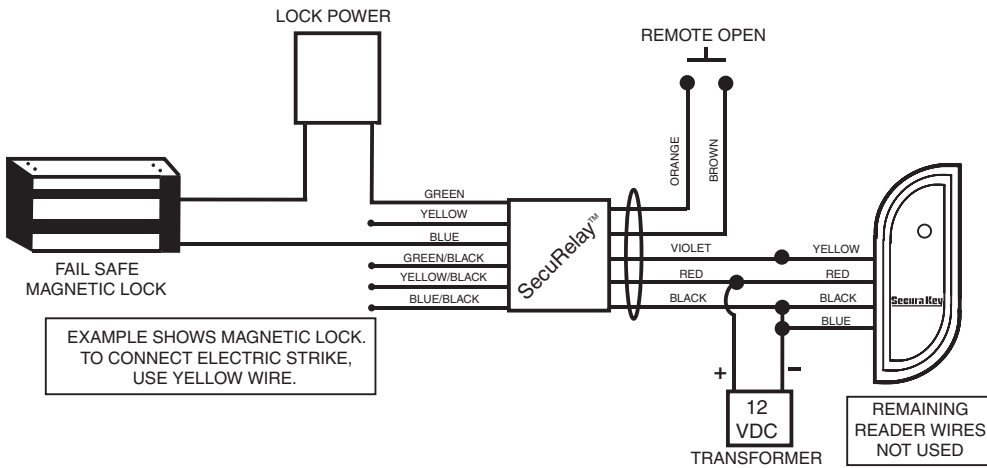 LOCK POWER
REMOTE OPEN
ORANGE
BROWN
GREEN
YELLOW
BLUE
GREEN/BLACK
YELLOW/BLACK
BLUE/BLACK
SecuRelay™
VIOLET
YELLOW
RED
RED
BLACK
BLACK
BLUE
Secura Key
FAIL SAFE
MAGNETIC LOCK
EXAMPLE SHOWS MAGNETIC LOCK.
TO CONNECT ELECTRIC STRIKE,
USE YELLOW WIRE.
+
–
12
VDC
TRANSFORMER
REMAINING
READER WIRES
NOT USED